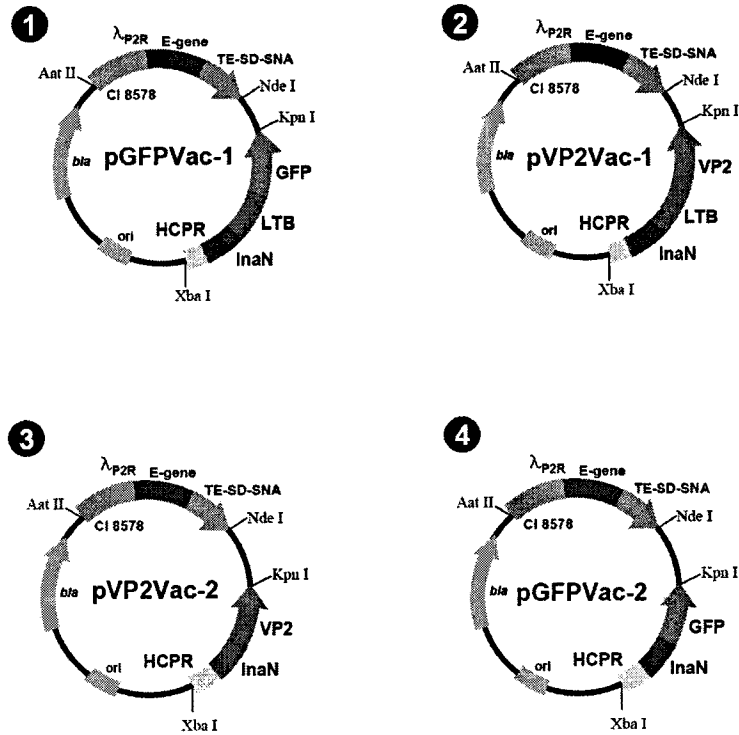 1
λP2R
E-gene
TE-SD-SNA
Aat II
CI 8578
Nde I
Kpn I
bla
pGFPVac-1
GFP
LTB
HCPR
ori
InaN
Xba I
2
λP2R
E-gene
TE-SD-SNA
Aat II
CI 8578
Nde I
Kpn I
bla
pVP2Vac-1
VP2
LTB
HCPR
ori
InaN
Xba I
3
λP2R
E-gene
TE-SD-SNA
Aat II
CI 8578
Nde I
Kpn I
bla
pVP2Vac-2
VP2
HCPR
InaN
ori
Xba I
4
λP2R
E-gene
TE-SD-SNA
Aat II
CI 8578
Nde I
Kpn I
bla
pGFPVac-2
GFP
HCPR
InaN
ori
Xba I